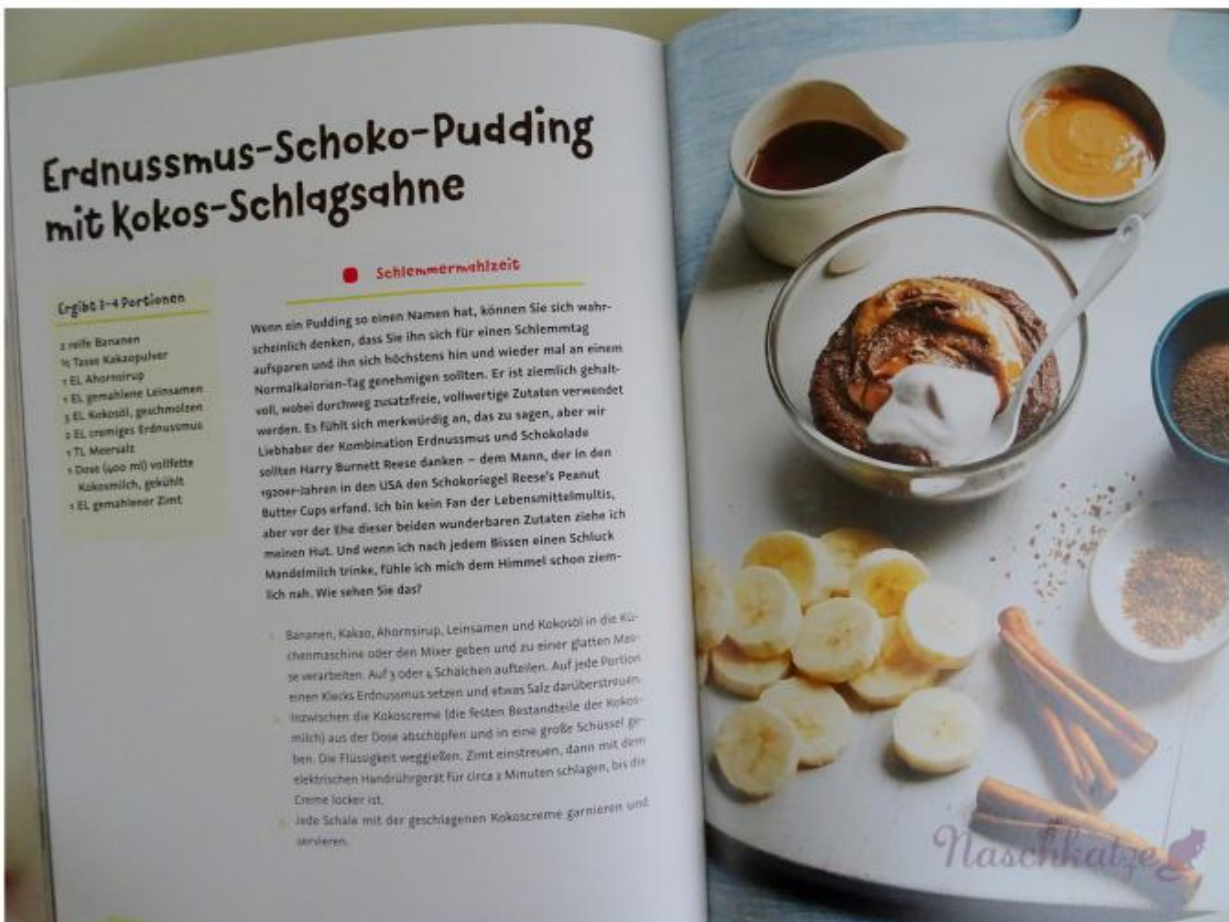 Erdnussmus-Schoko-Pudding
mit Kokos-Schlagsahne
Schlemmermahlzeit
Ergibt 3-4 Portionen
2 reife Bananen
Tasse Kakaopulver
1 EL Ahornsirup
1 EL gemahlene Leinsamen
3 EL Kokosöl, geschmolzen
2 EL cremiges Erdnussmus
1 TL Meersalz
1 Dose (400 ml) vollfette
Kokosmilch, gekühlt
1 EL gemahlener Zimt
Wenn ein Pudding so einen Namen hat, können Sie sich wahr-
scheinlich denken, dass Sie ihn sich für einen Schlemmtag
aufsparen und ihn sich höchstens hin und wieder mal an einem
Normalkalorien-Tag genehmigen sollten. Er ist ziemlich gehalt-
voll, wobei durchweg zusatzfreie, vollwertige Zutaten verwendet
werden. Es fühlt sich merkwürdig an, das zu sagen, aber wir
Liebhaber der Kombination Erdnussmus und Schokolade
sollten Harry Burnett Reese danken – dem Mann, der in den
1920er-Jahren in den USA den Schokoriegel Reese's Peanut
Butter Cups erfand. Ich bin kein Fan der Lebensmittelmultis,
aber vor der Ehe dieser beiden wunderbaren Zutaten ziehe ich
meinen Hut. Und wenn ich nach jedem Bissen einen Schluck
Mandelmilch trinke, fühle ich mich dem Himmel schon ziem-
lich nah. Wie sehen Sie das?
1. Bananen, Kakao, Ahornsirup, Leinsamen und Kokosöl in die Kü-
chenmaschine oder den Mixer geben und zu einer glatten Mas-
se verarbeiten. Auf 3 oder 4 Schälchen aufteilen. Auf jede Portion
einen Klecks Erdnussmus setzen und etwas Salz darüberstreuen.
2. Inzwischen die Kokoscreme (die festen Bestandteile der Kokos-
milch) aus der Dose abschöpfen und in eine große Schüssel ge-
ben. Die Flüssigkeit weggießen. Zimt einstreuen, dann mit dem
elektrischen Handrührgerät für circa 2 Minuten schlagen, bis die
Creme locker ist.
3. Jede Schale mit der geschlagenen Kokoscreme garnieren und
servieren.
Naschkatze